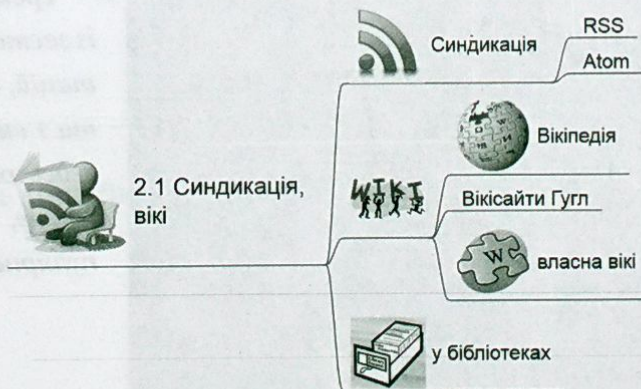 Синдикація
RSS
Atom
2.1 Синдикація,
вікі
WIKI
Вікіпедія
Вікісайти Гугл
W
власна вікі
у бібліотеках